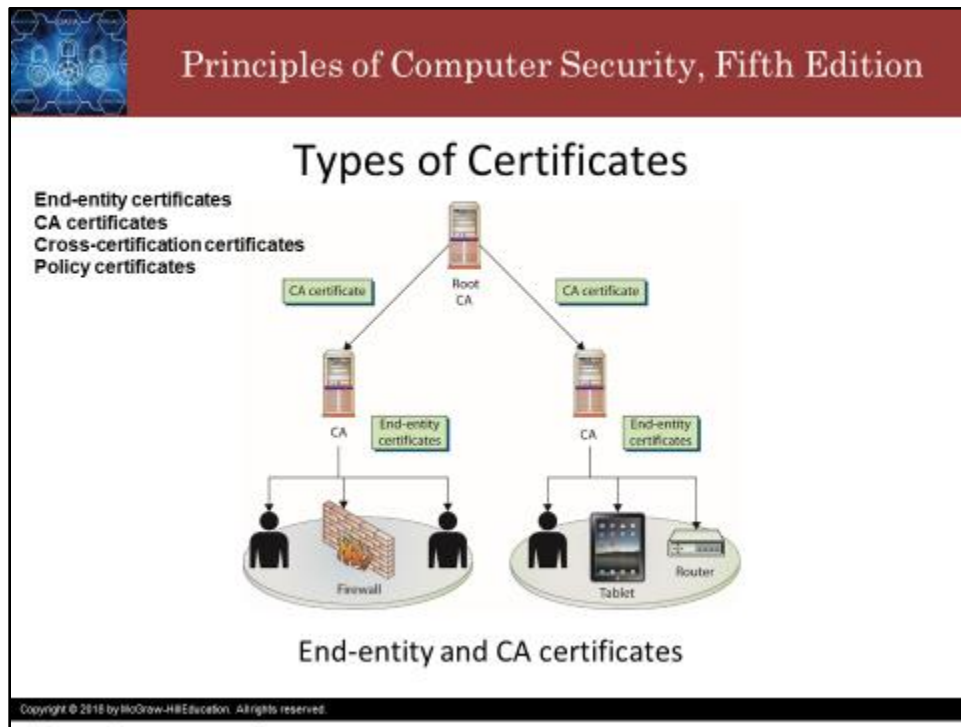 Principles of Computer Security, Fifth Edition
Types of Certificates
End-entity certificates
CA certificates
Cross-certification certificates
Policy certificates
Root
CA
CA certificate
CA certificate
CA
End-entity
certificates
CA
End-entity
certificates
Firewall
Tablet
Router
End-entity and CA certificates
Copyright © 2018 by McGraw-Hill Education. All rights reserved.